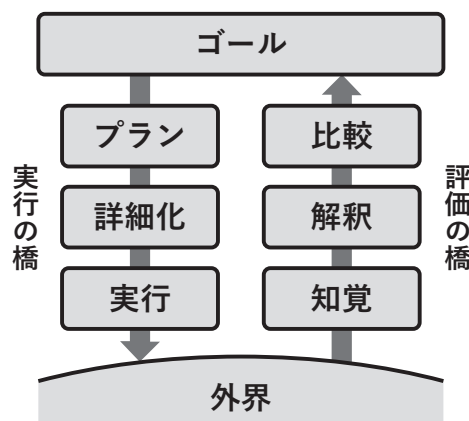 ゴール
実行の橋
プラン
詳細化
実行
比較
解釈
知覚
評価の橋
外界